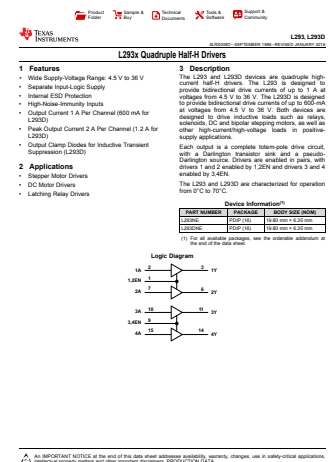 Product Folder
Sample & Buy
Technical Documents
Tools & Software
Support & Community
TEXAS INSTRUMENTS
L293, L293D
SLRS008D –SEPTEMBER 1986–REVISED JANUARY 2016
L293x Quadruple Half-H Drivers
1 Features
• Wide Supply-Voltage Range: 4.5 V to 36 V
• Separate Input-Logic Supply
• Internal ESD Protection
• High-Noise-Immunity Inputs
• Output Current 1 A Per Channel (600 mA for
L293D)
• Peak Output Current 2 A Per Channel (1.2 A for
L293D)
• Output Clamp Diodes for Inductive Transient
Suppression (L293D)
2 Applications
• Stepper Motor Drivers
• DC Motor Drivers
• Latching Relay Drivers
3 Description
The L293 and L293D devices are quadruple high-
current half-H drivers. The L293 is designed to
provide bidirectional drive currents of up to 1 A at
voltages from 4.5 V to 36 V. The L293D is designed
to provide bidirectional drive currents of up to 600-mA
at voltages from 4.5 V to 36 V. Both devices are
designed to drive inductive loads such as relays,
solenoids, DC and bipolar stepping motors, as well as
other high-current/high-voltage loads in positive-
supply applications.
Each output is a complete totem-pole drive circuit,
with a Darlington transistor sink and a pseudo-
Darlington source. Drivers are enabled in pairs, with
drivers 1 and 2 enabled by 1,2EN and drivers 3 and 4
enabled by 3,4EN.
The L293 and L293D are characterized for operation
from 0°C to 70°C.
Device Information(1)
PART NUMBER PACKAGE BODY SIZE (NOM)
L293NE PDIP (16) 19.80 mm × 6.35 mm
L293DNE PDIP (16) 19.80 mm × 6.35 mm
(1) For all available packages, see the orderable addendum at
the end of the data sheet.
Logic Diagram
1A 2 3 1Y
1,2EN 1
2A 7 6 2Y
3A 10 11 3Y
3,4EN 9
4A 15 14 4Y
An IMPORTANT NOTICE at the end of this data sheet addresses availability, warranty, changes, use in safety-critical applications,
intellectual property matters and other important disclaimers. PRODUCTION DATA.